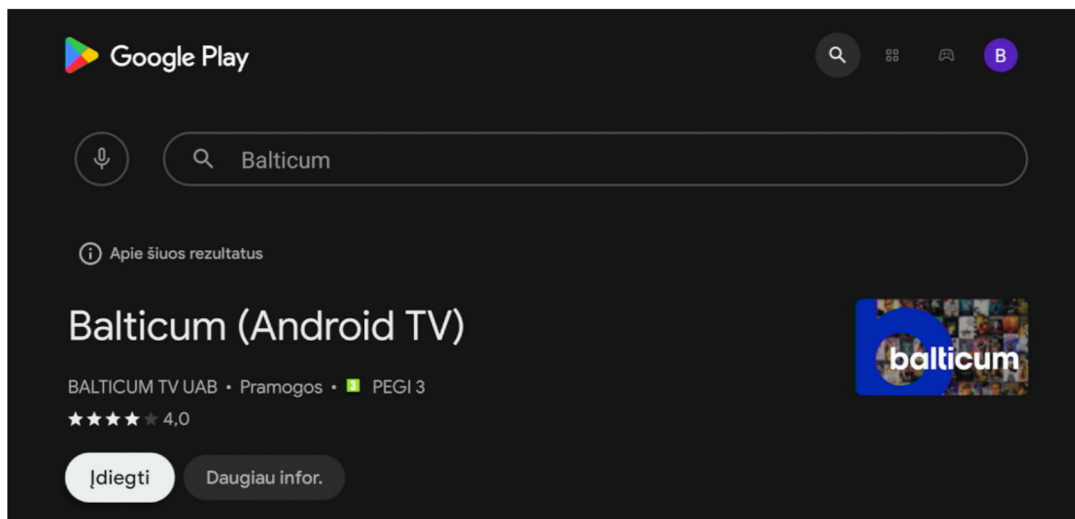 Google Play
B
Balticum
Apie šiuos rezultatus
Balticum (Android TV)
balticum
BALTICUM TV UAB • Pramogos • 3 PEGI 3
4,0
Įdiegti
Daugiau infor.